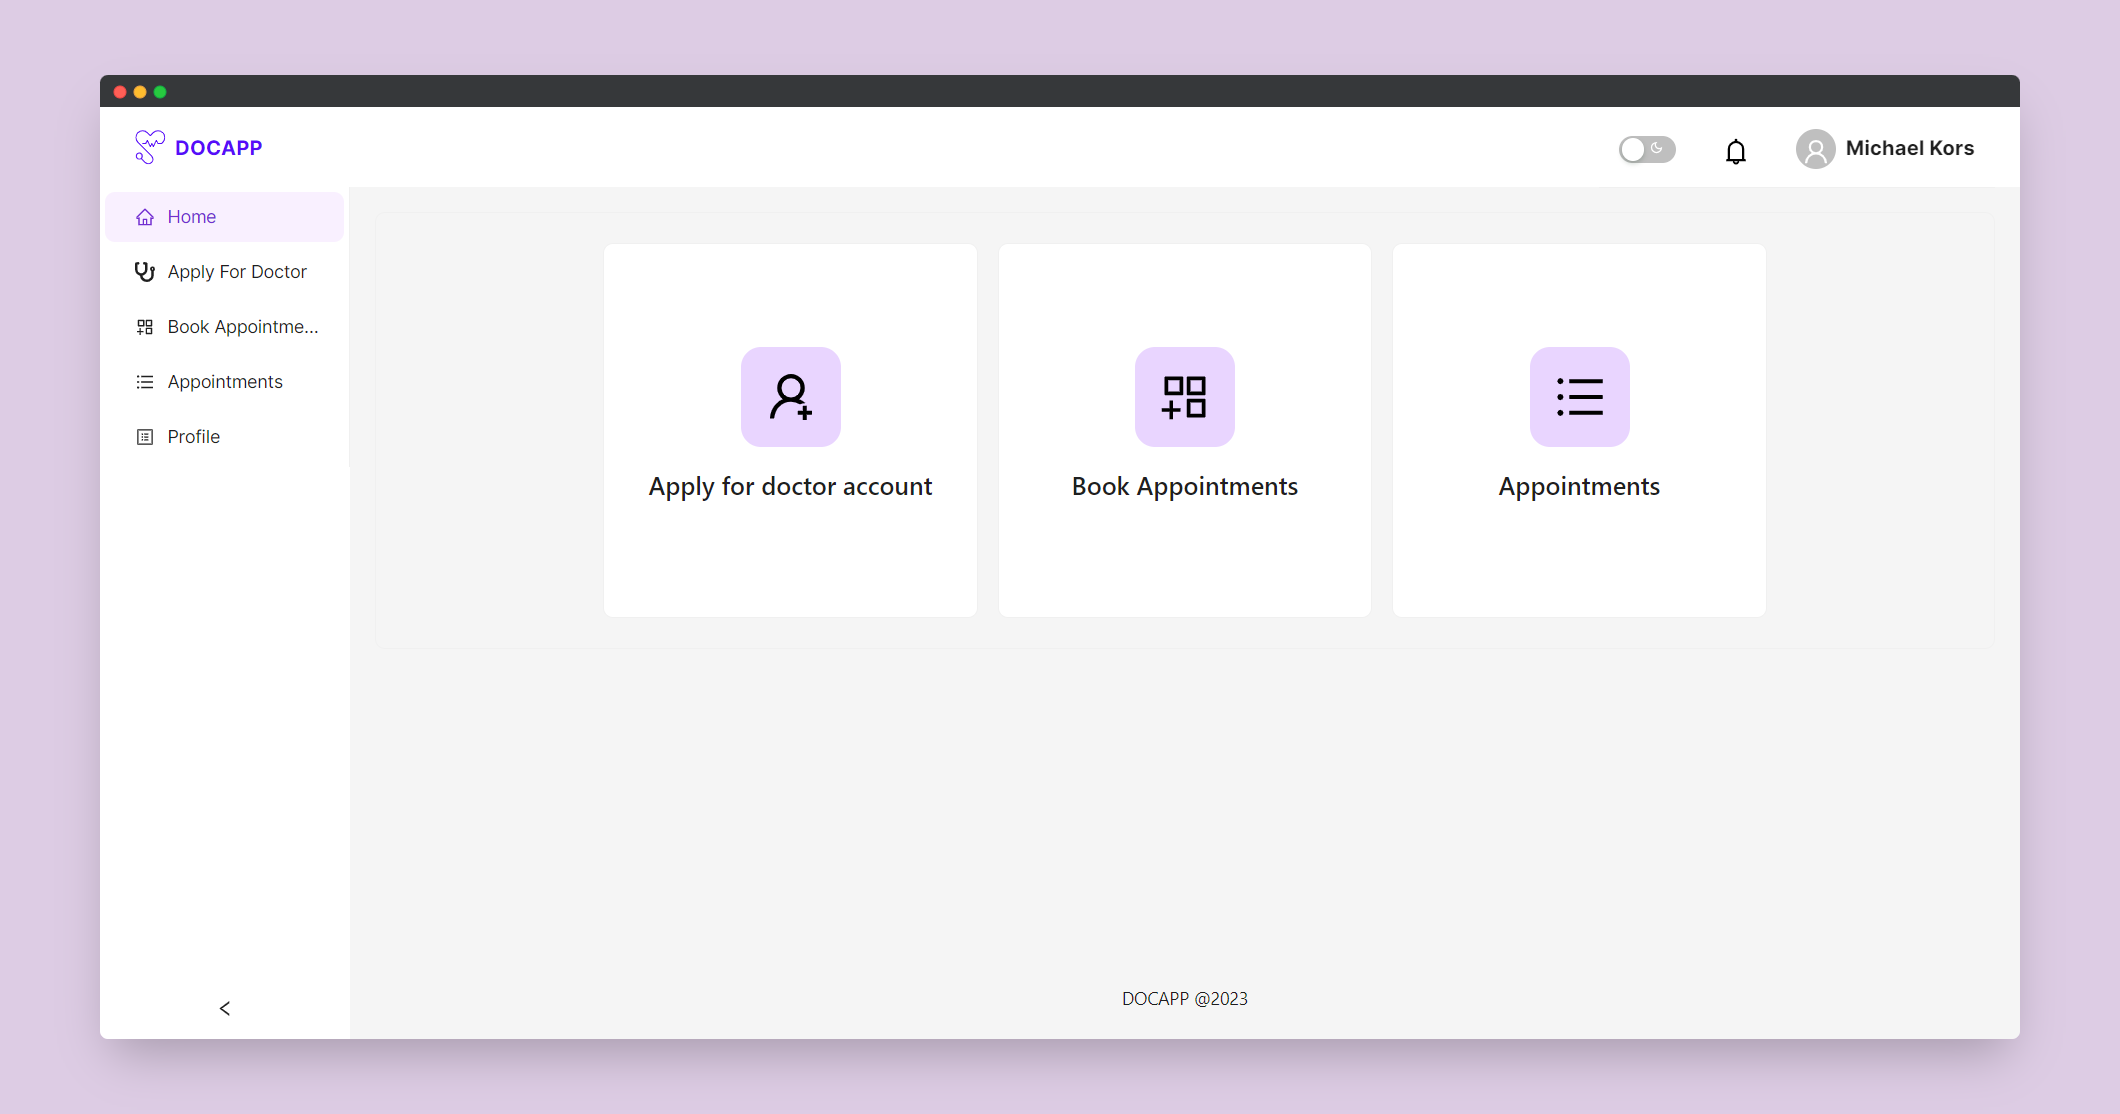 DOCAPP
Michael Kors
Home
Apply For Doctor
Book Appointme...
Appointments
Profile
Apply for doctor account
Book Appointments
Appointments
DOCAPP @2023